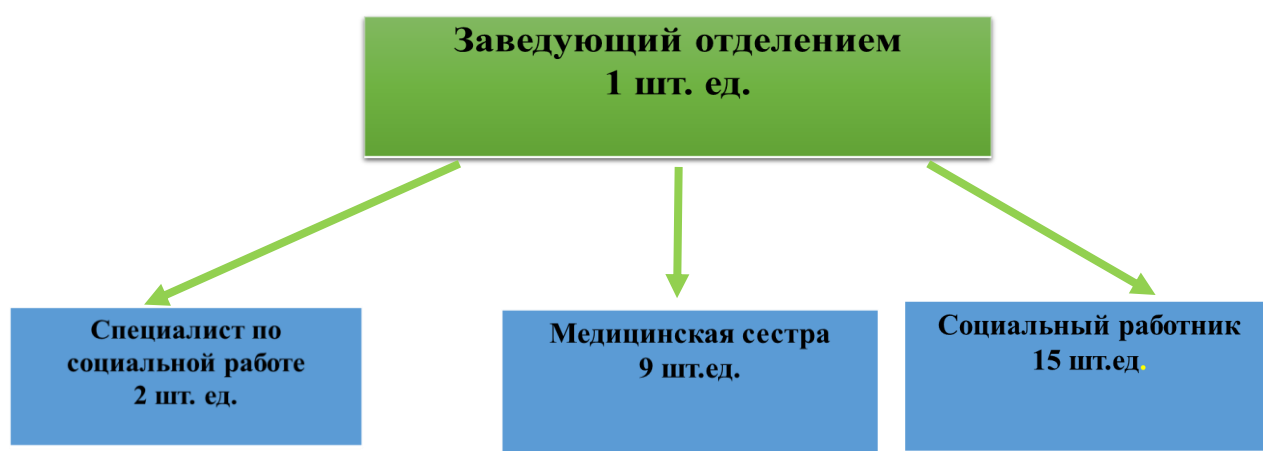 Заведующий отделением
1 шт. ед.
Специалист по
социальной работе
2 шт. ед.
Медицинская сестра
9 шт.ед.
Социальный работник
15 шт.ед.